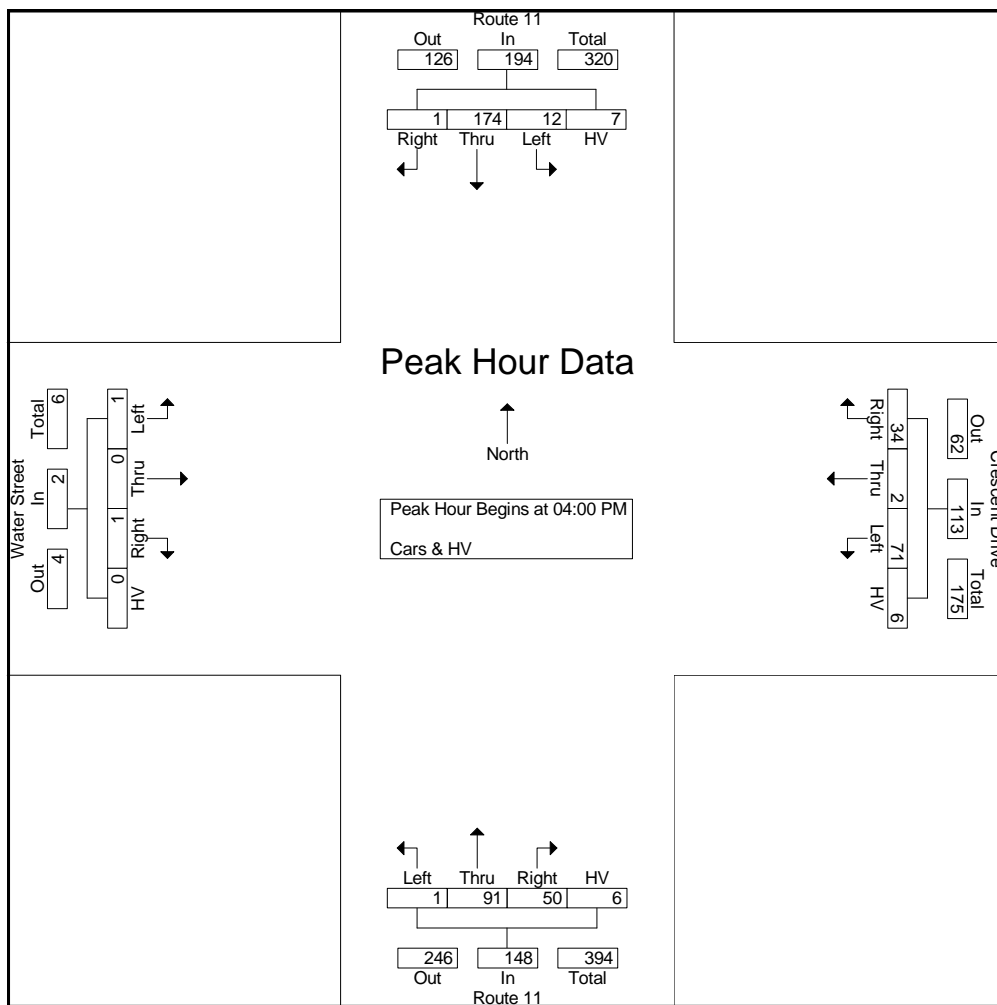 Route 11
Out In Total
126 194 320
1 174 12 7
Right Thru Left HV
Peak Hour Data
North
Peak Hour Begins at 04:00 PM
Cars & HV
Water Street
Total In Out
6 2 4
1 0 1 0
Left Thru Right HV
Right Thru Left HV
34 2 71 6
Out In Total
62 113 175
Crescent Drive
Left Thru Right HV
1 91 50 6
246 148 394
Out In Total
Route 11